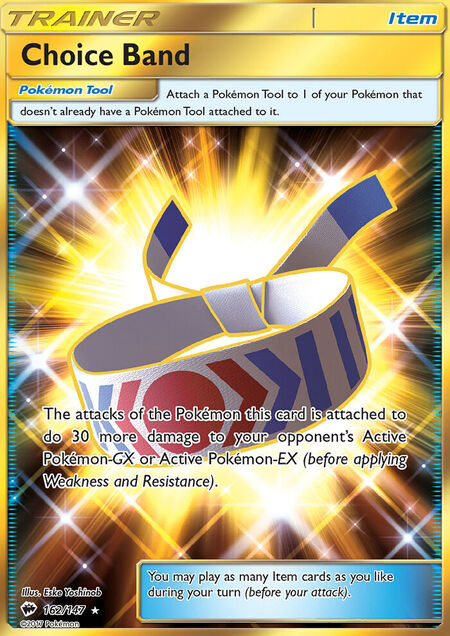 TRAINER
Item
Choice Band
Pokémon Tool
Attach a Pokémon Tool to 1 of your Pokémon that
doesn't already have a Pokémon Tool attached to it.
The attacks of the Pokémon this card is attached to
do 30 more damage to your opponent's Active
Pokémon-GX or Active Pokémon-EX (before applying
Weakness and Resistance).
You may play as many Item cards as you like
during your turn (before your attack).
Illus. Eske Yoshinob
162/147
©2017 Pokémon